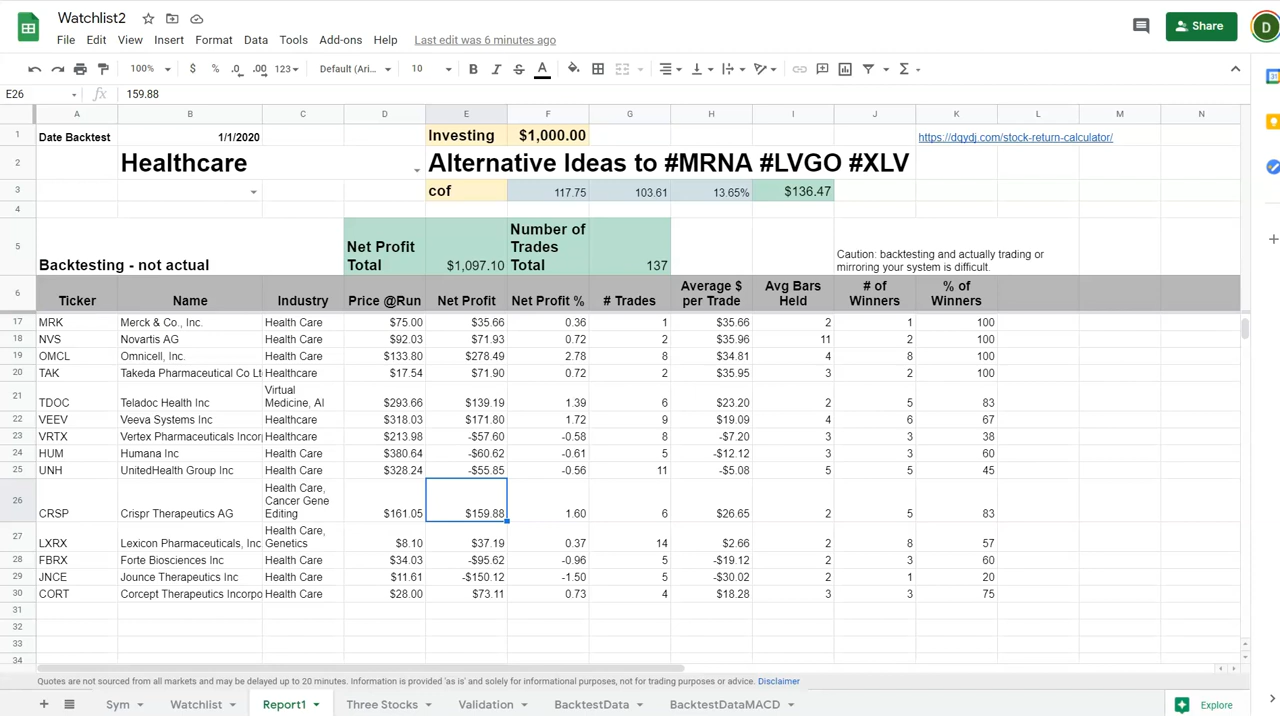 Watchlist2
File Edit View Insert Format Data Tools Add-ons Help Last edit was 6 minutes ago
Share
D
100% $ % .0 .00 123 Default (Ari... 10 B I S A
E26 fx 159.88
A B C D E F G H I J K L M N
1 Date Backtest 1/1/2020 Investing $1,000.00 https://dqydj.com/stock-return-calculator/
2 Healthcare Alternative Ideas to #MRNA #LVGO #XLV
3 cof 117.75 103.61 13.65% $136.47
4
5 Backtesting - not actual Net Profit Total $1,097.10 Number of Trades Total 137 Caution: backtesting and actually trading or mirroring your system is difficult.
6 Ticker Name Industry Price @Run Net Profit Net Profit % # Trades Average $ per Trade Avg Bars Held # of Winners % of Winners
17 MRK Merck & Co., Inc. Health Care $75.00 $35.66 0.36 1 $35.66 2 1 100
18 NVS Novartis AG Health Care $92.03 $71.93 0.72 2 $35.96 11 2 100
19 OMCL Omnicell, Inc. Health Care $133.80 $278.49 2.78 8 $34.81 4 8 100
20 TAK Takeda Pharmaceutical Co Lt Healthcare $17.54 $71.90 0.72 2 $35.95 3 2 100
21 TDOC Teladoc Health Inc Virtual Medicine, AI $293.66 $139.19 1.39 6 $23.20 2 5 83
22 VEEV Veeva Systems Inc Healthcare $318.03 $171.80 1.72 9 $19.09 4 6 67
23 VRTX Vertex Pharmaceuticals Incor Healthcare $213.98 -$57.60 -0.58 8 -$7.20 3 3 38
24 HUM Humana Inc Health Care $380.64 -$60.62 -0.61 5 -$12.12 3 3 60
25 UNH UnitedHealth Group Inc Health Care $328.24 -$55.85 -0.56 11 -$5.08 5 5 45
26 CRSP Crispr Therapeutics AG Health Care, Cancer Gene Editing $161.05 $159.88 1.60 6 $26.65 2 5 83
27 LXRX Lexicon Pharmaceuticals, Inc. Health Care, Genetics $8.10 $37.19 0.37 14 $2.66 2 8 57
28 FBRX Forte Biosciences Inc Health Care $34.03 -$95.62 -0.96 5 -$19.12 2 3 60
29 JNCE Jounce Therapeutics Inc Health Care $11.61 -$150.12 -1.50 5 -$30.02 2 1 20
30 CORT Corcept Therapeutics Incorpo Health Care $28.00 $73.11 0.73 4 $18.28 3 3 75
31
32
33
34
Quotes are not sourced from all markets and may be delayed up to 20 minutes. Information is provided 'as is' and solely for informational purposes, not for trading purposes or advice. Disclaimer
Sym Watchlist Report1 Three Stocks Validation BacktestData BacktestDataMACD Explore